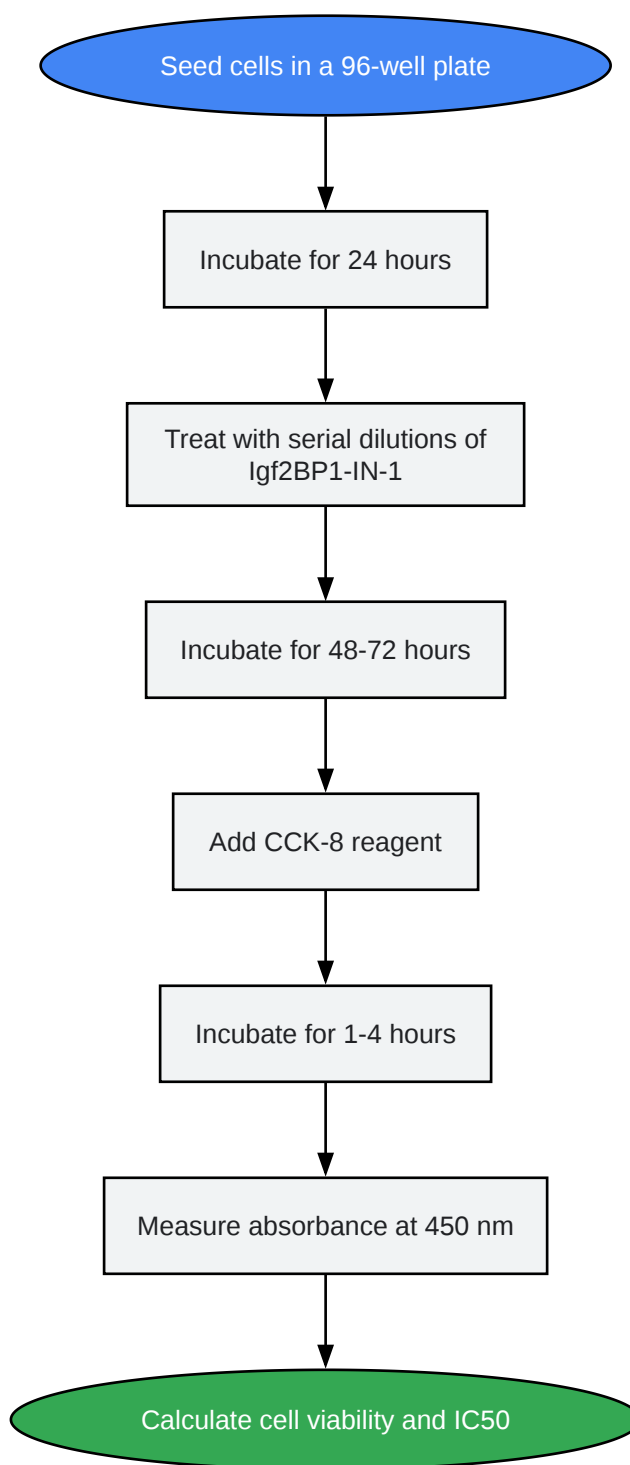 Seed cells in a 96-well plate
Incubate for 24 hours
Treat with serial dilutions of
Igf2BP1-IN-1
Incubate for 48-72 hours
Add CCK-8 reagent
Incubate for 1-4 hours
Measure absorbance at 450 nm
Calculate cell viability and IC50